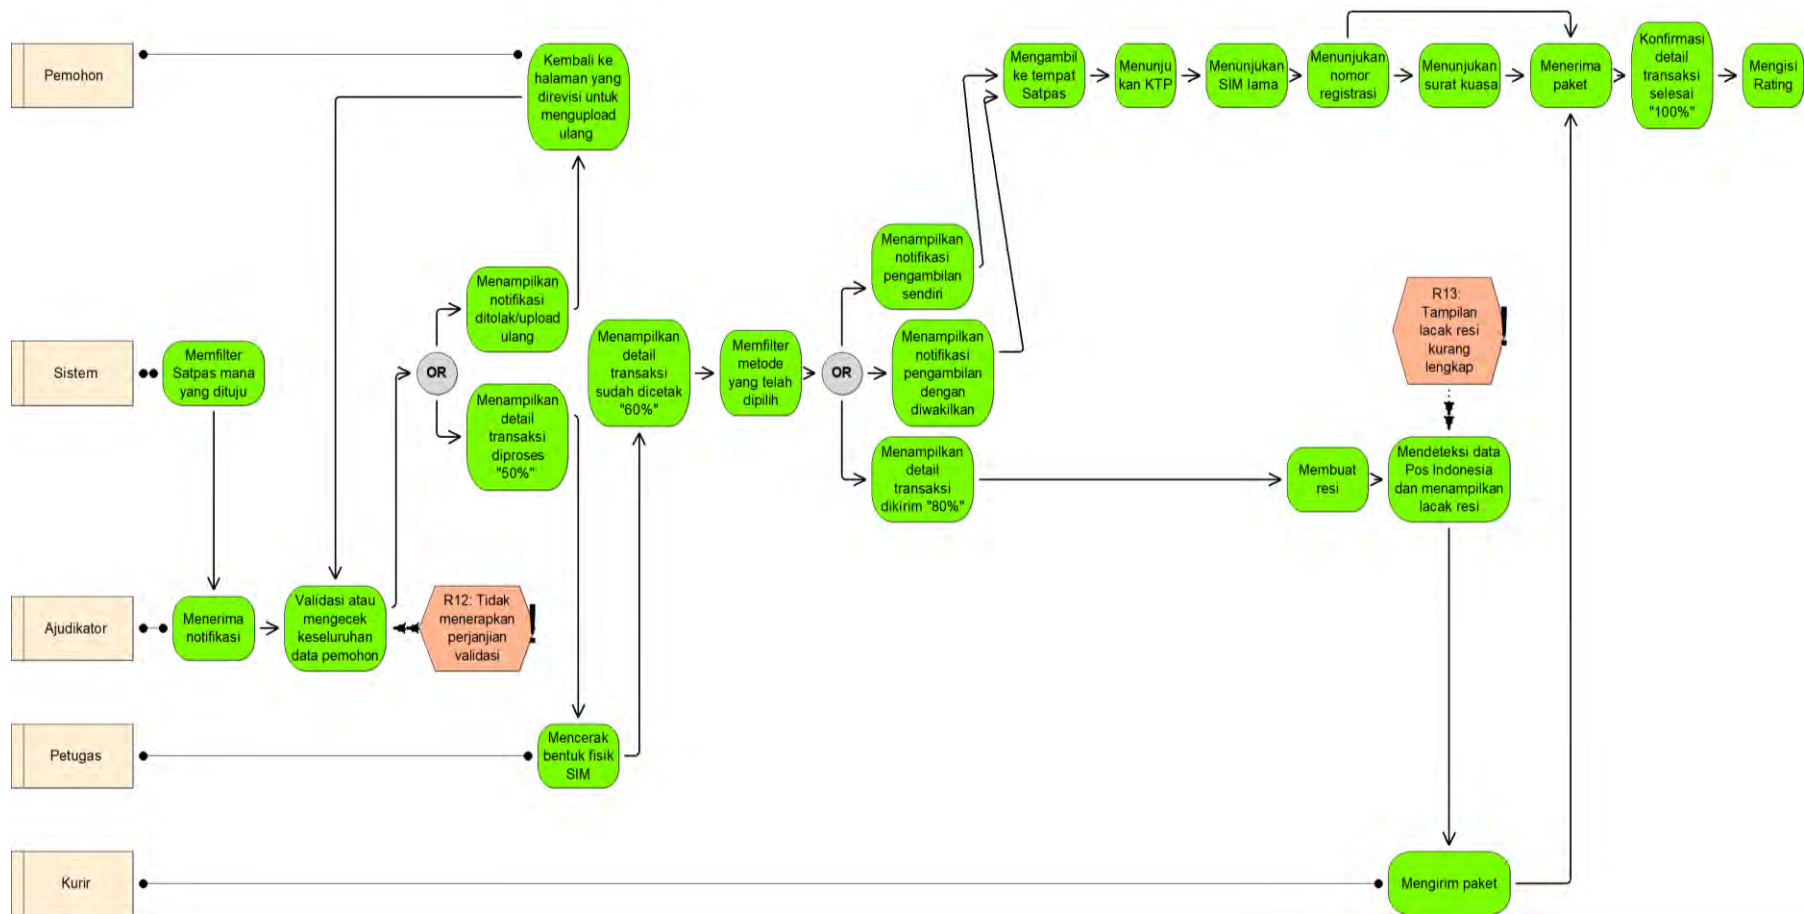 Pemohon
Kembali ke
halaman yang
direvisi untuk
mengupload
ulang
Mengambil
ke tempat
Satpas
Menunju
kan KTP
Menunjukan
SIM lama
Menunjukan
nomor
registrasi
Menunjukan
surat kuasa
Menerima
paket
Konfirmasi
detail
transaksi
selesai
"100%"
Mengisi
Rating
Sistem
Memfilter
Satpas mana
yang dituju
OR
Menampilkan
notifikasi
ditolak/upload
ulang
Menampilkan
detail
transaksi
diproses
"50%"
Menampilkan
detail
transaksi
sudah dicetak
"60%"
Memfilter
metode
yang telah
dipilih
OR
Menampilkan
notifikasi
pengambilan
sendiri
Menampilkan
notifikasi
pengambilan
dengan
diwakilkan
Menampilkan
detail
transaksi
dikirim "80%"
Membuat
resi
R13:
Tampilan
lacak resi
kurang
lengkap
!
Mendeteksi data
Pos Indonesia
dan menampilkan
lacak resi
Ajudikator
Menerima
notifikasi
Validasi atau
mengecek
keseluruhan
data pemohon
R12: Tidak
menerapkan
perjanjian
validasi
!
Petugas
Mencerak
bentuk fisik
SIM
Kurir
Mengirim paket